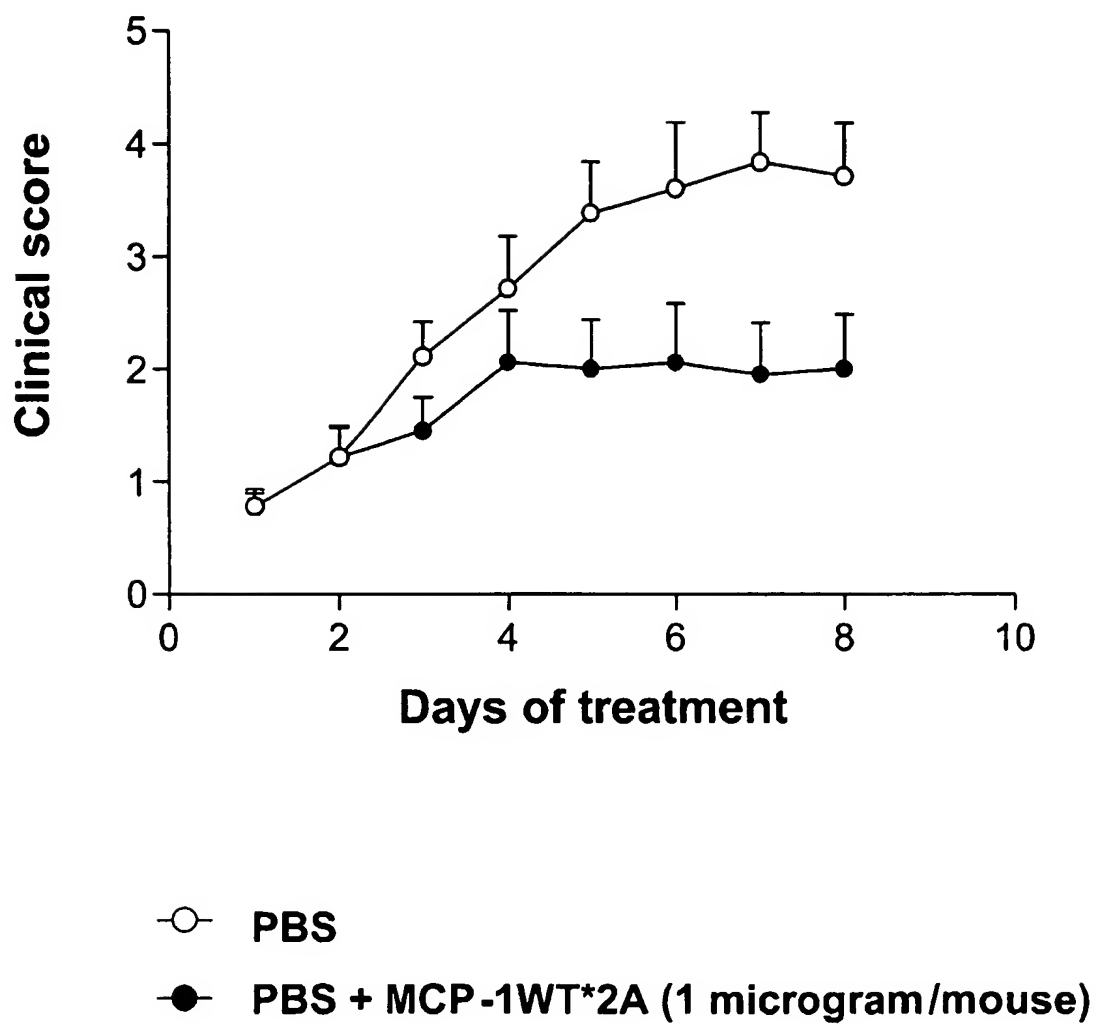 5
4
3
2
1
0
Clinical score
0 2 4 6 8 10
Days of treatment
PBS
PBS + MCP-1WT*2A (1 microgram/mouse)